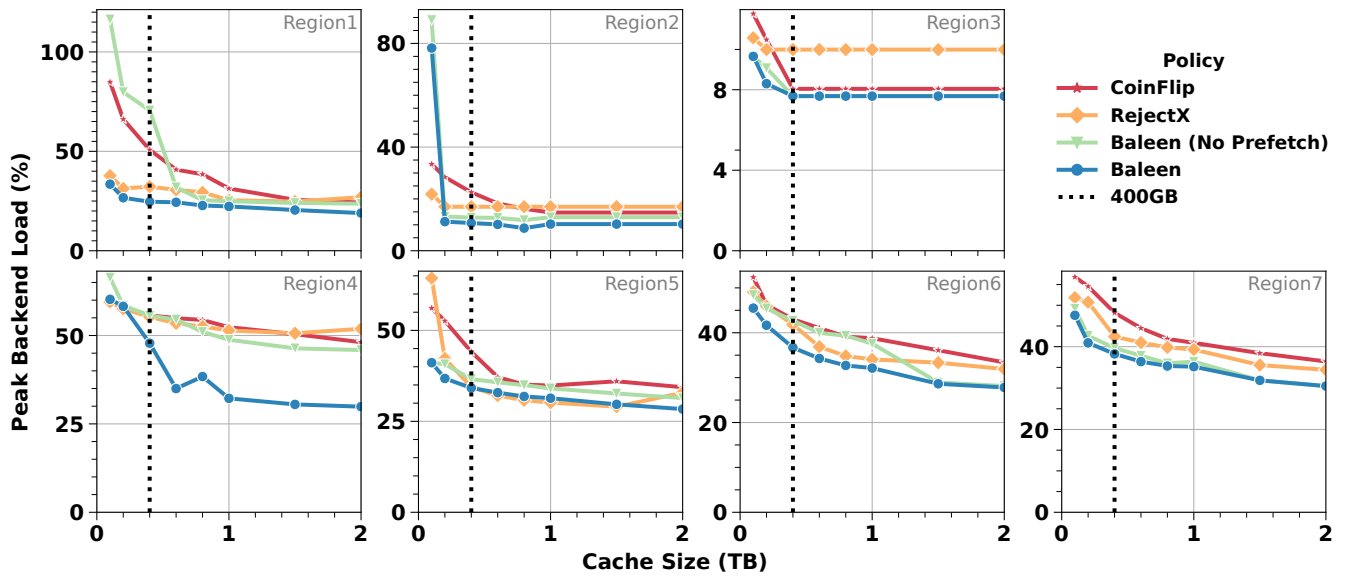 Peak Backend Load (%)
Region1
100
50
0
Region2
80
40
0
Region3
8
4
0
Policy
CoinFlip
RejectX
Baleen (No Prefetch)
Baleen
400GB
Region4
50
25
0
0 1 2
Region5
50
25
0
0 1 2
Region6
40
20
0
0 1 2
Region7
40
20
0
0 1 2
Cache Size (TB)